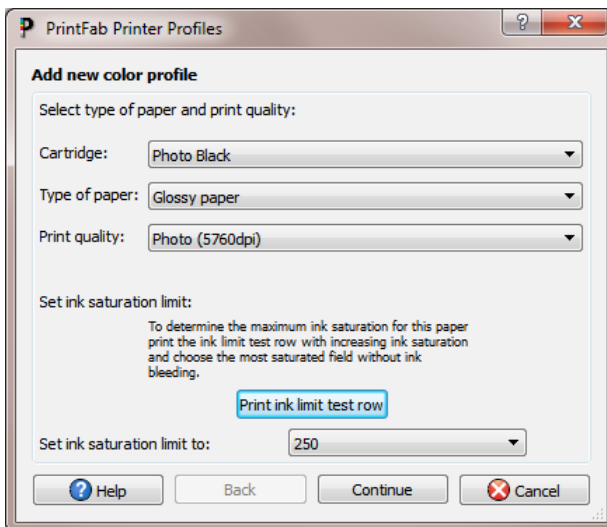 PrintFab Printer Profiles
Add new color profile
Select type of paper and print quality:
Cartridge: Photo Black
Type of paper: Glossy paper
Print quality: Photo (5760dpi)
Set ink saturation limit:
To determine the maximum ink saturation for this paper
print the ink limit test row with increasing ink saturation
and choose the most saturated field without ink
bleeding.
Print ink limit test row
Set ink saturation limit to: 250
Help Back Continue Cancel